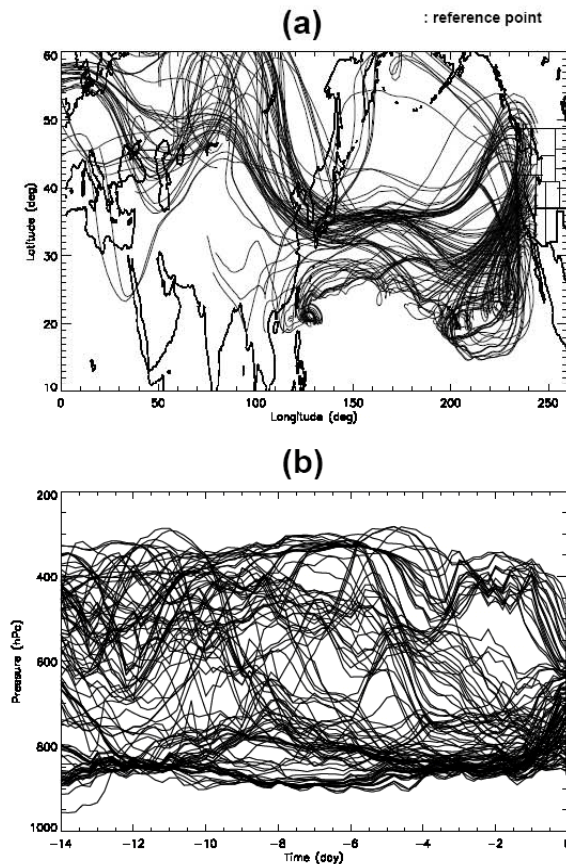 (a)
: reference point
60
50
40
30
20
10
Latitude (deg)
0 50 100 150 200 250
Longitude (deg)
(b)
200
400
600
800
1000
Pressure (hPa)
-14 -12 -10 -8 -6 -4 -2 0
Time (day)